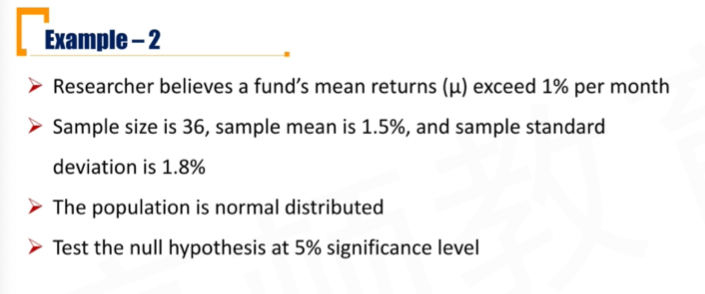 Example – 2
➢ Researcher believes a fund’s mean returns (μ) exceed 1% per month
➢ Sample size is 36, sample mean is 1.5%, and sample standard
deviation is 1.8%
➢ The population is normal distributed
➢ Test the null hypothesis at 5% significance level